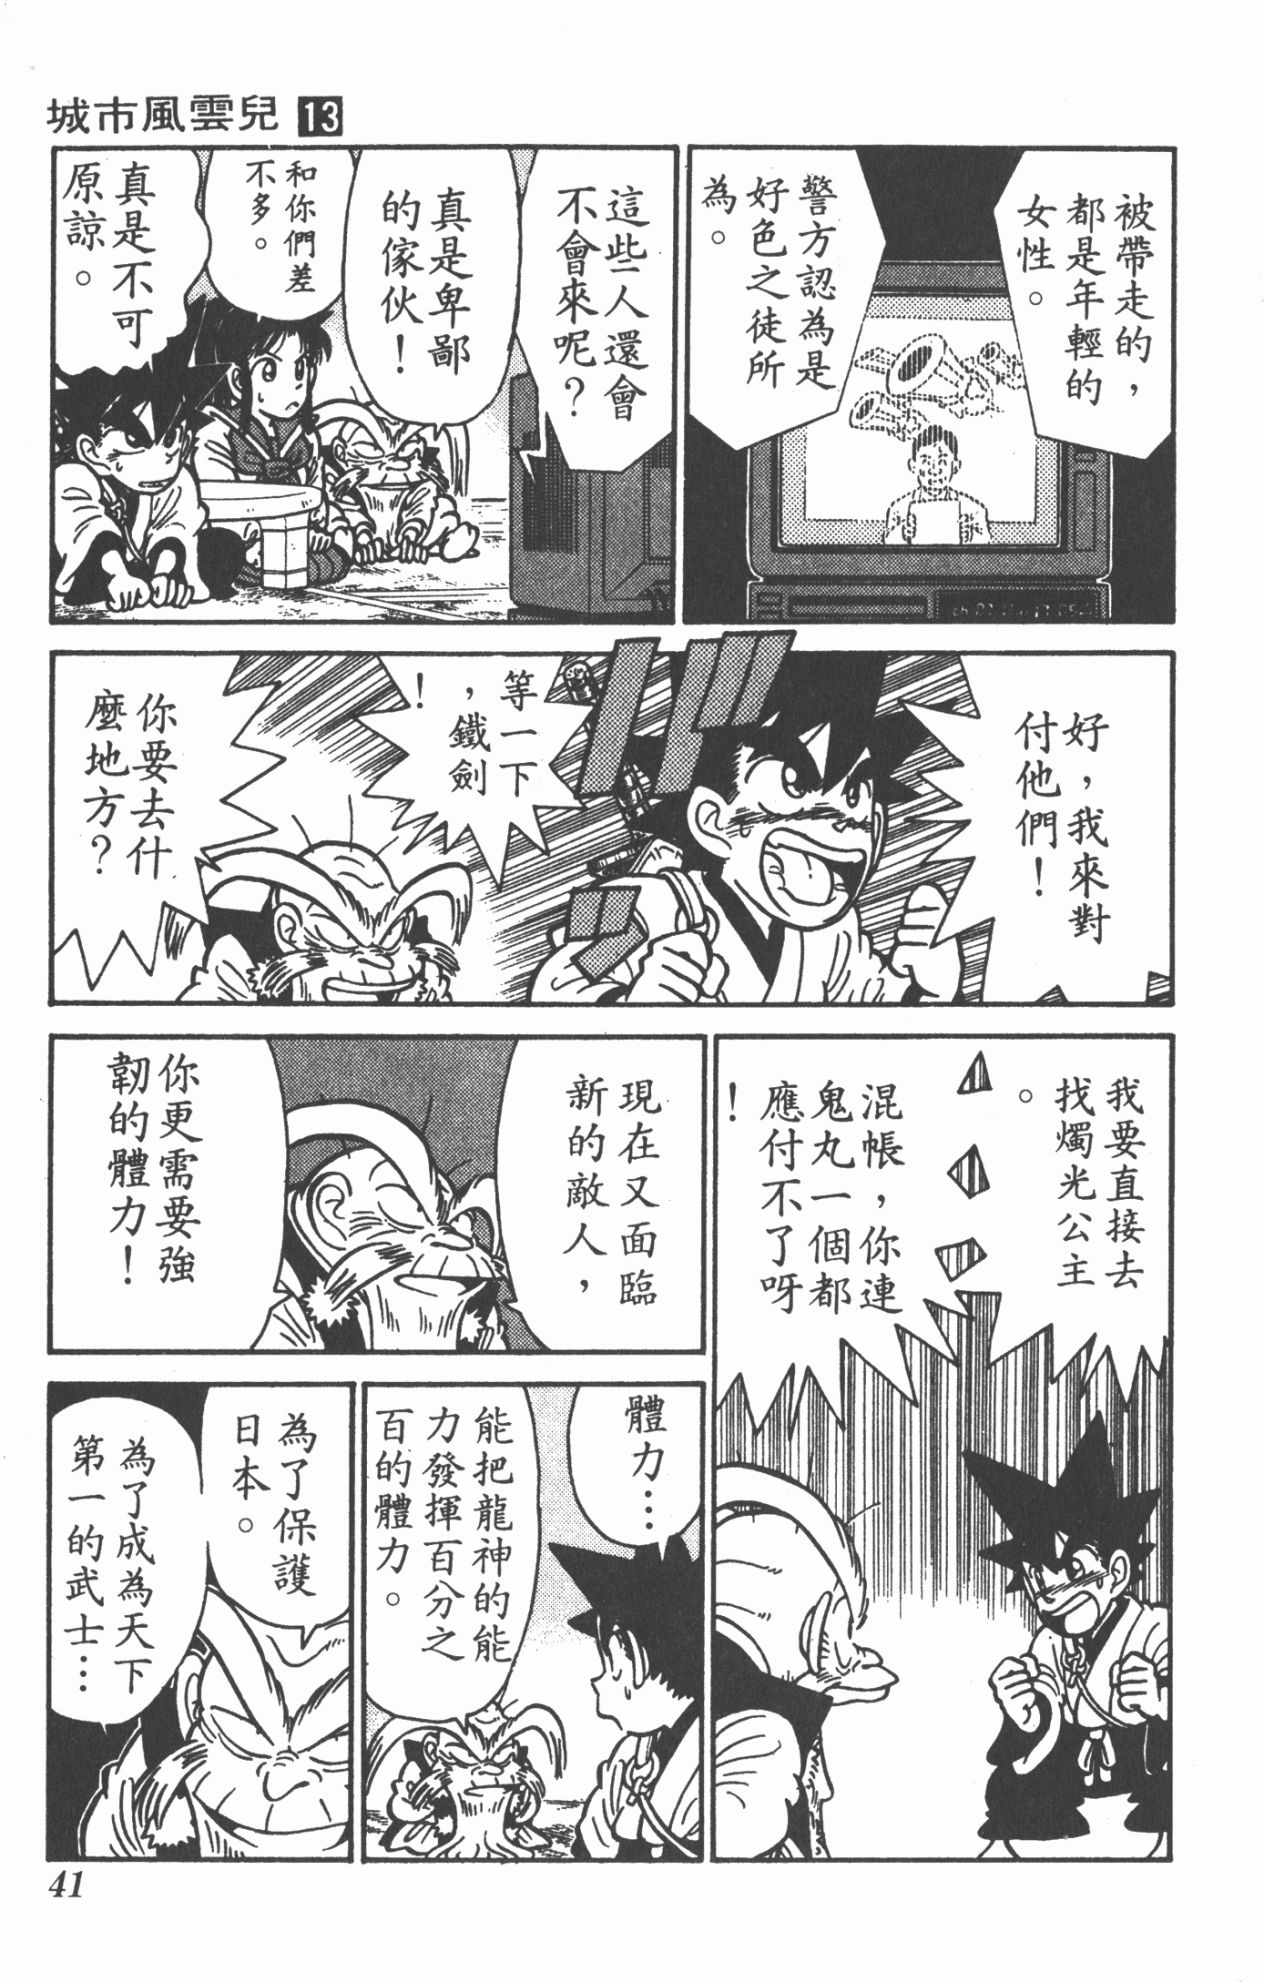 城市風雲兒 13
被帶走的，
都是年輕的
女性。
警方認為是
好色之徒所
為。
這些人還會
不會來呢？
真是卑鄙
的傢伙！
和你們差
不多。
真是不可
原諒。
好，我來對
付他們！
等一下
，鐵劍
！
你要去什
麼地方？
我要直接去
找燭光公主
。
混帳，你連
鬼丸一個都
應付不了呀
！
現在又面臨
新的敵人，
你更需要強
韌的體力！
體力…
能把龍神的能
力發揮百分之
百的體力。
為了保護
日本。
為了成為天下
第一的武士…
41